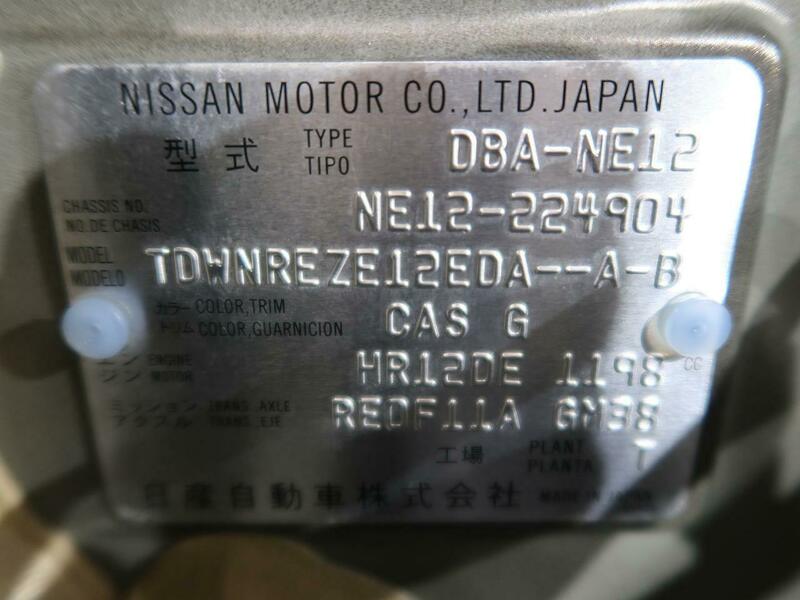 NISSAN MOTOR CO.,LTD. JAPAN
型式 TYPE TIPO DBA-NE12
CHASSIS NO. NO. DE CHASIS NE12-224904
MODEL MODELO TDWNREZE12EDA--A-B
カラー COLOR,TRIM トリム COLOR,GUARNICION CAS G
エンジン ENGINE MOTOR HR12DE 1198 CC
ミッション TRANS. AXLE アクスル TRANS. EJE RE0F11A GM38
工場 PLANT PLANTA T
日産自動車株式会社 MADE IN JAPAN